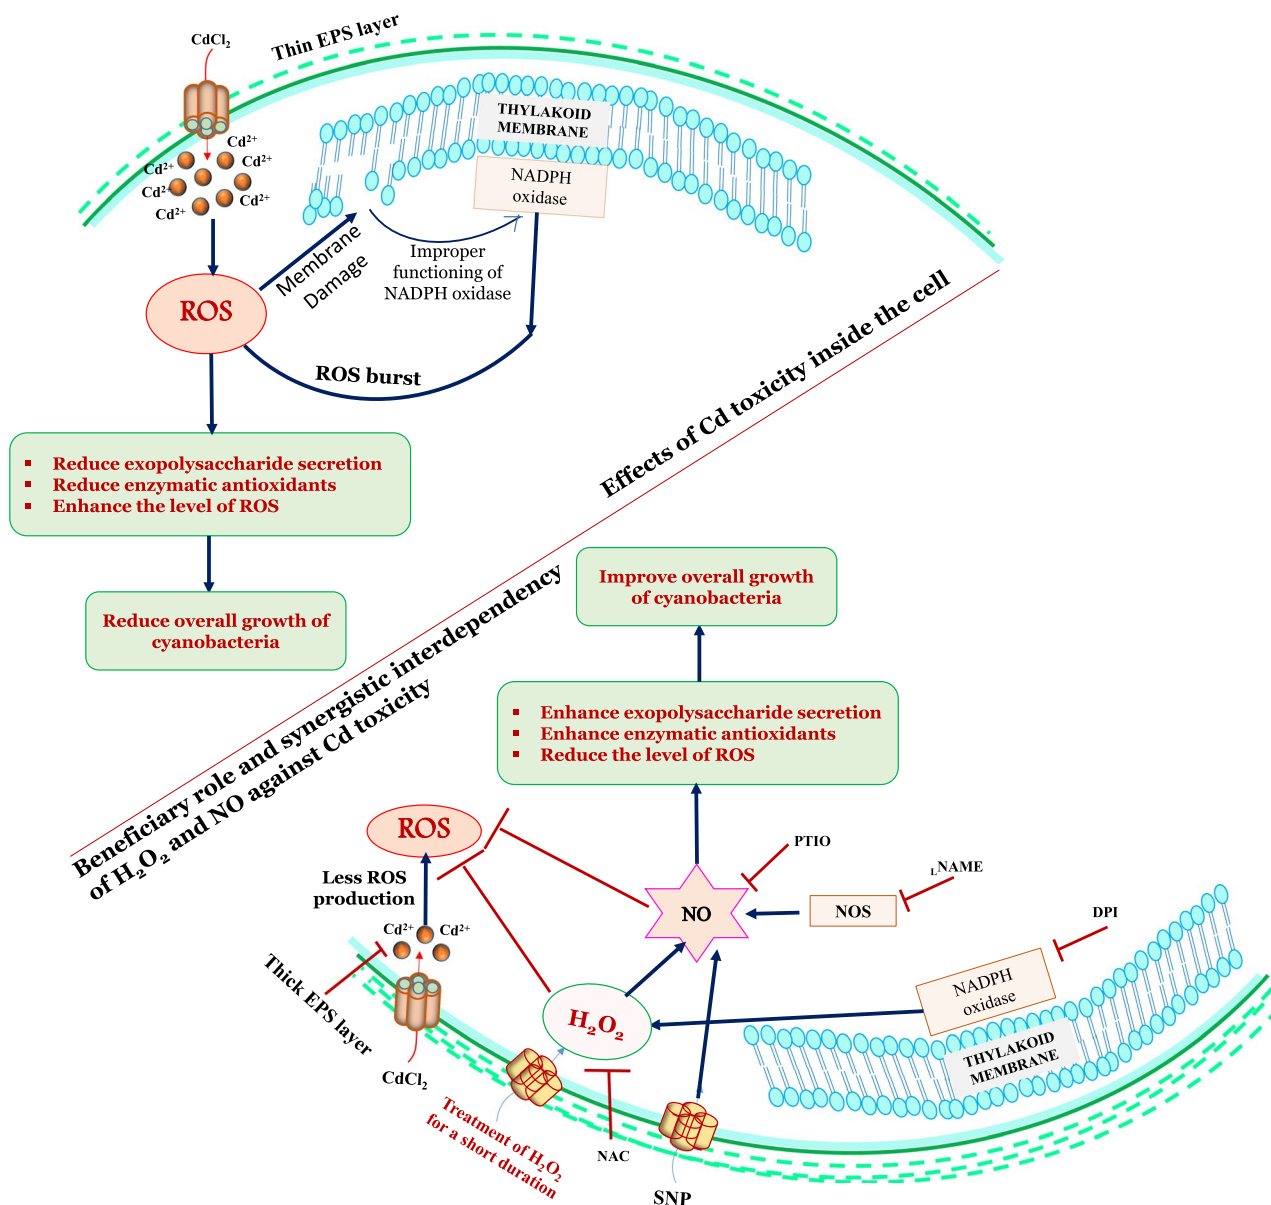 CdCl₂
Thin EPS layer
THYLAKOID
MEMBRANE
Cd²⁺
Cd²⁺
Cd²⁺
Cd²⁺
Cd²⁺
Cd²⁺
NADPH
oxidase
Membrane
Damage
Improper
functioning of
NADPH oxidase
ROS
ROS burst
Effects of Cd toxicity inside the cell
▪ Reduce exopolysaccharide secretion
▪ Reduce enzymatic antioxidants
▪ Enhance the level of ROS
Reduce overall growth of
cyanobacteria
Beneficiary role and synergistic interdependency
of H₂O₂ and NO against Cd toxicity
Improve overall growth
of cyanobacteria
▪ Enhance exopolysaccharide secretion
▪ Enhance enzymatic antioxidants
▪ Reduce the level of ROS
ROS
Less ROS
production
Cd²⁺
Cd²⁺
Thick EPS layer
CdCl₂
PTIO
LNAME
NO
NOS
DPI
NADPH
oxidase
H₂O₂
THYLAKOID
MEMBRANE
Treatment of H₂O₂
for a short duration
NAC
SNP